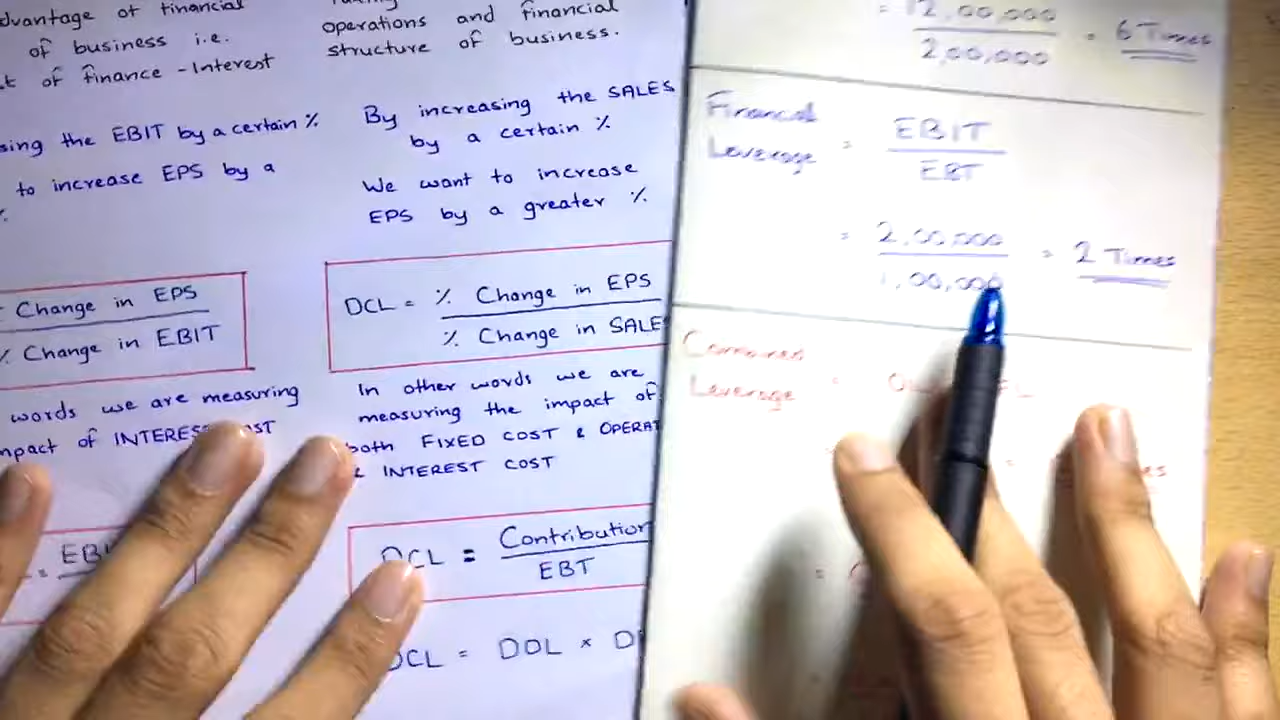 dvantage of financial
of business i.e.
of finance - Interest
operations and financial
structure of business.
sing the EBIT by a certain %
to increase EPS by a
%.
By increasing the SALES
by a certain %
We want to increase
EPS by a greater %
Change in EPS
% Change in EBIT
DCL = % Change in EPS
% Change in SALE
words we are measuring
mpact of INTEREST
In other words we are
measuring the impact of
both FIXED COST & OPERAT
& INTEREST COST
= EBI
DCL = Contribution
EBT
DCL = DOL × D
= 12,00,000
2,00,000
= 6 Times
Financial
Leverage = EBIT
EBT
= 2,00,000
1,00,000
= 2 Times
Combined
Leverage =
=
=